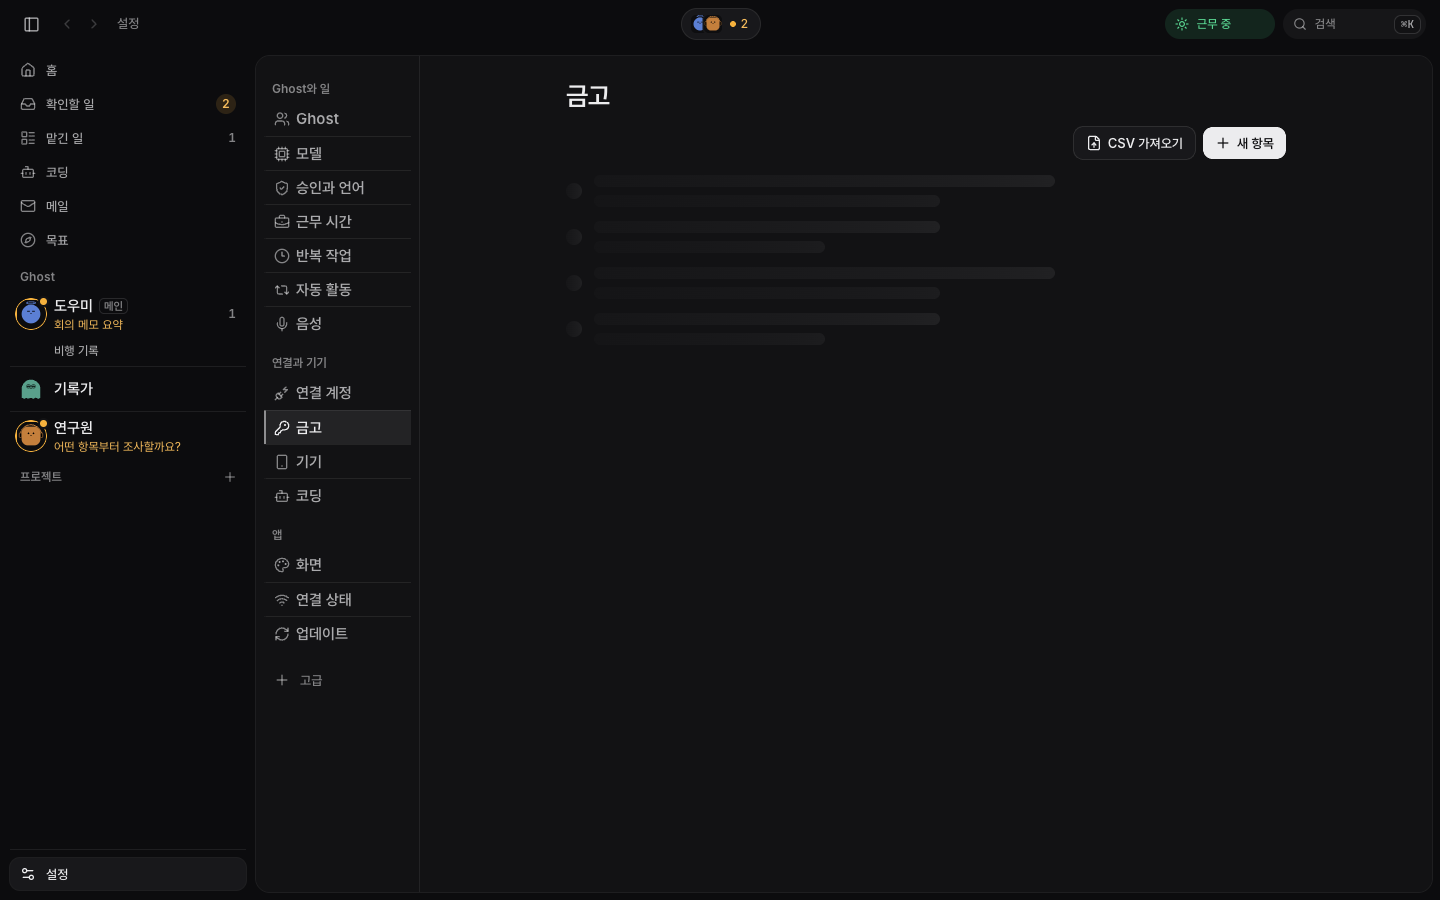 설정
2
근무 중
검색
⌘K
홈
확인할 일
2
맡긴 일
1
코딩
메일
목표
Ghost
도우미
메인
회의 메모 요약
1
비행 기록
기록가
연구원
어떤 항목부터 조사할까요?
프로젝트
설정
Ghost와 일
Ghost
모델
승인과 언어
근무 시간
반복 작업
자동 활동
음성
연결과 기기
연결 계정
금고
기기
코딩
앱
화면
연결 상태
업데이트
고급
금고
CSV 가져오기
새 항목